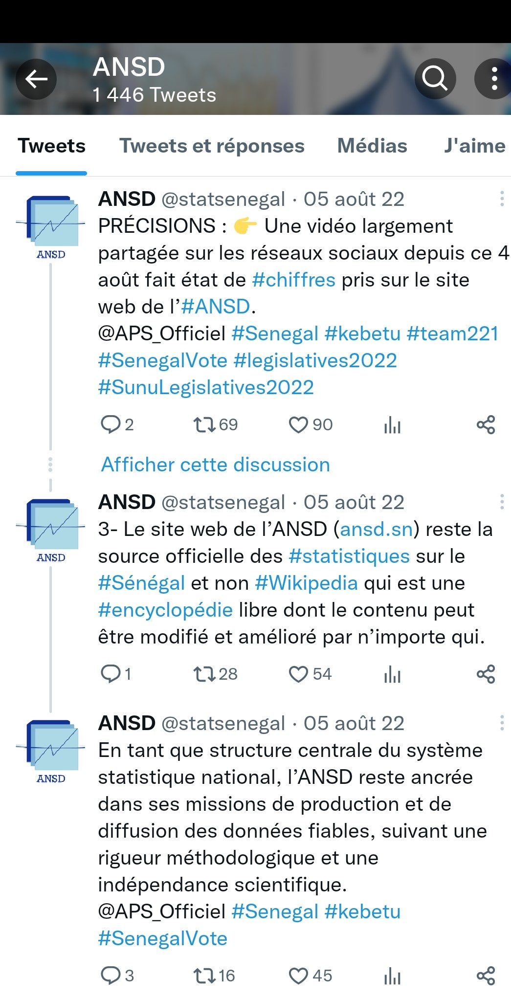 ANSD
1 446 Tweets
Tweets Tweets et réponses Médias J'aime
ANSD @statsenegal · 05 août 22
PRÉCISIONS : 👉 Une vidéo largement
partagée sur les réseaux sociaux depuis ce 4
août fait état de #chiffres pris sur le site
web de l’#ANSD.
@APS_Officiel #Senegal #kebetu #team221
#SenegalVote #legislatives2022
#SunuLegislatives2022
ANSD
2 69 90
Afficher cette discussion
ANSD @statsenegal · 05 août 22
3- Le site web de l’ANSD (ansd.sn) reste la
source officielle des #statistiques sur le
#Sénégal et non #Wikipedia qui est une
#encyclopédie libre dont le contenu peut
être modifié et amélioré par n’importe qui.
ANSD
1 28 54
ANSD @statsenegal · 05 août 22
En tant que structure centrale du système
statistique national, l’ANSD reste ancrée
dans ses missions de production et de
diffusion des données fiables, suivant une
rigueur méthodologique et une
indépendance scientifique.
@APS_Officiel #Senegal #kebetu
#SenegalVote
ANSD
3 16 45